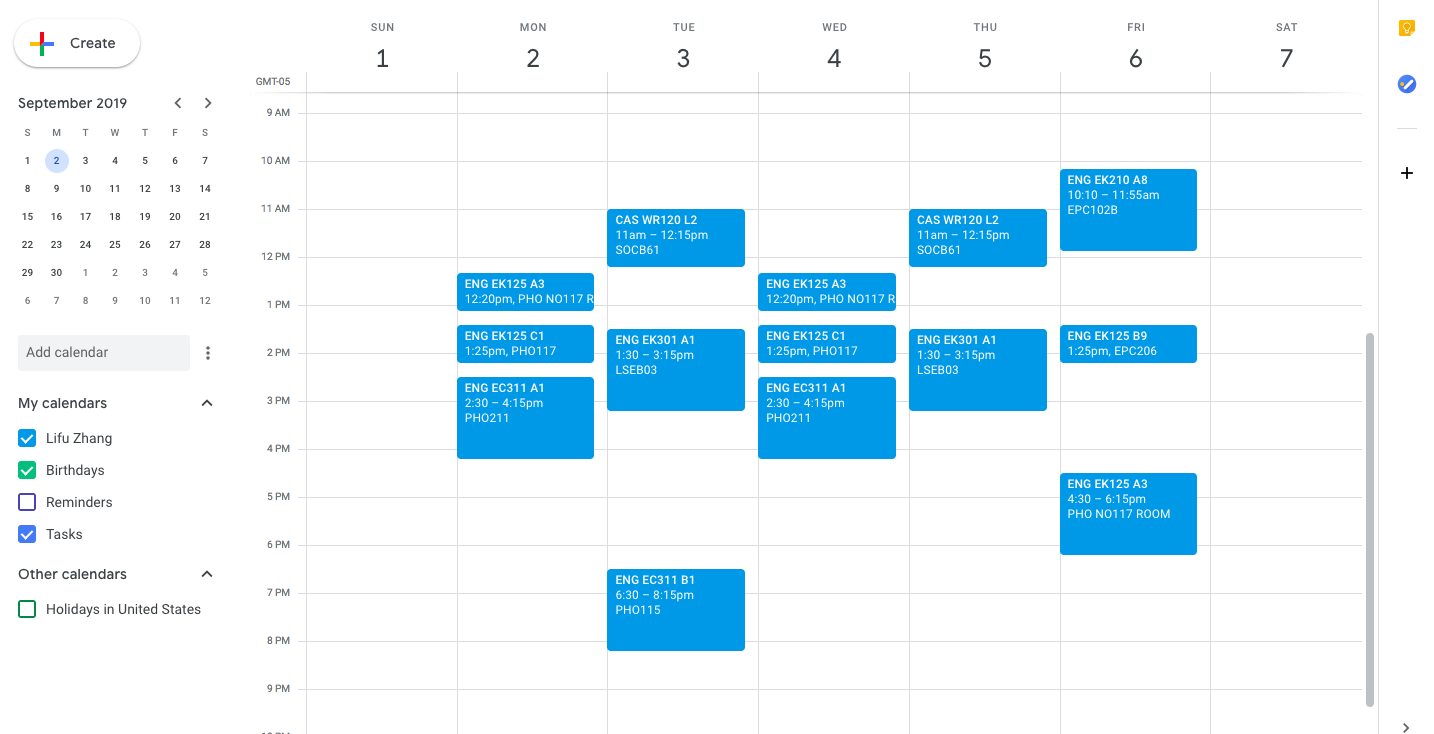 Create
September 2019
S M T W T F S
1 2 3 4 5 6 7
8 9 10 11 12 13 14
15 16 17 18 19 20 21
22 23 24 25 26 27 28
29 30 1 2 3 4 5
6 7 8 9 10 11 12
Add calendar
My calendars
Lifu Zhang
Birthdays
Reminders
Tasks
Other calendars
Holidays in United States
SUN MON TUE WED THU FRI SAT
1 2 3 4 5 6 7
GMT-05
9 AM
10 AM
11 AM
12 PM
1 PM
2 PM
3 PM
4 PM
5 PM
6 PM
7 PM
8 PM
9 PM
ENG EK125 A3
12:20pm, PHO NO117 R
ENG EK125 C1
1:25pm, PHO117
ENG EC311 A1
2:30 – 4:15pm
PHO211
CAS WR120 L2
11am – 12:15pm
SOCB61
ENG EK301 A1
1:30 – 3:15pm
LSEB03
ENG EC311 B1
6:30 – 8:15pm
PHO115
ENG EK125 A3
12:20pm, PHO NO117 R
ENG EK125 C1
1:25pm, PHO117
ENG EC311 A1
2:30 – 4:15pm
PHO211
CAS WR120 L2
11am – 12:15pm
SOCB61
ENG EK301 A1
1:30 – 3:15pm
LSEB03
ENG EK210 A8
10:10 – 11:55am
EPC102B
ENG EK125 B9
1:25pm, EPC206
ENG EK125 A3
4:30 – 6:15pm
PHO NO117 ROOM